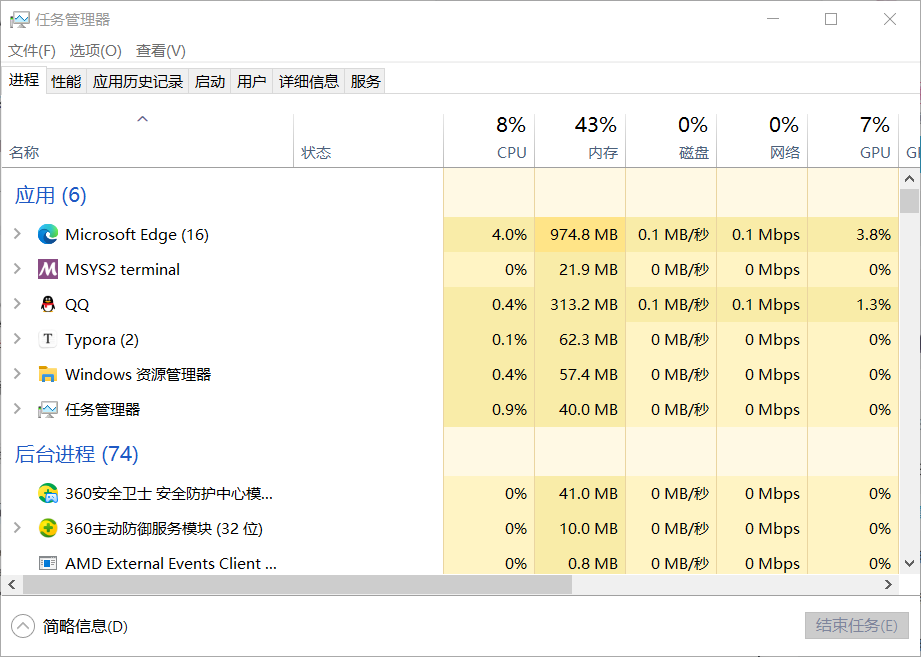 任务管理器
文件(F) 选项(O) 查看(V)
进程 性能 应用历史记录 启动 用户 详细信息 服务
8% 43% 0% 0% 7%
名称 状态 CPU 内存 磁盘 网络 GPU
应用 (6)
Microsoft Edge (16) 4.0% 974.8 MB 0.1 MB/秒 0.1 Mbps 3.8%
MSYS2 terminal 0% 21.9 MB 0 MB/秒 0 Mbps 0%
QQ 0.4% 313.2 MB 0.1 MB/秒 0.1 Mbps 1.3%
Typora (2) 0.1% 62.3 MB 0 MB/秒 0 Mbps 0%
Windows 资源管理器 0.4% 57.4 MB 0 MB/秒 0 Mbps 0%
任务管理器 0.9% 40.0 MB 0 MB/秒 0 Mbps 0%
后台进程 (74)
360安全卫士 安全防护中心模... 0% 41.0 MB 0 MB/秒 0 Mbps 0%
360主动防御服务模块 (32 位) 0% 10.0 MB 0 MB/秒 0 Mbps 0%
AMD External Events Client ... 0% 0.8 MB 0 MB/秒 0 Mbps 0%
简略信息(D) 结束任务(E)